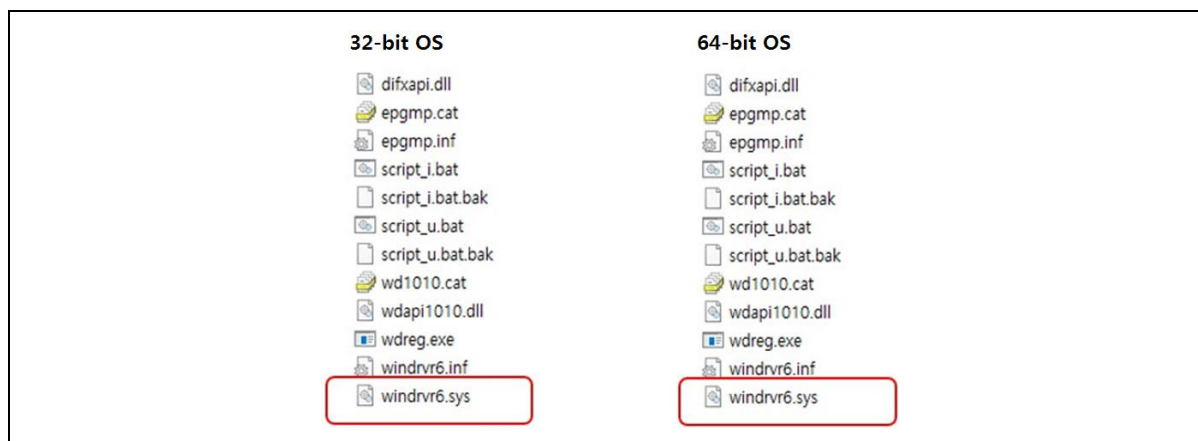 32-bit OS
difxapi.dll
epgmp.cat
epgmp.inf
script_i.bat
script_i.bat.bak
script_u.bat
script_u.bat.bak
wd1010.cat
wdapi1010.dll
wdreg.exe
windrvr6.inf
windrvr6.sys
64-bit OS
difxapi.dll
epgmp.cat
epgmp.inf
script_i.bat
script_i.bat.bak
script_u.bat
script_u.bat.bak
wd1010.cat
wdapi1010.dll
wdreg.exe
windrvr6.inf
windrvr6.sys